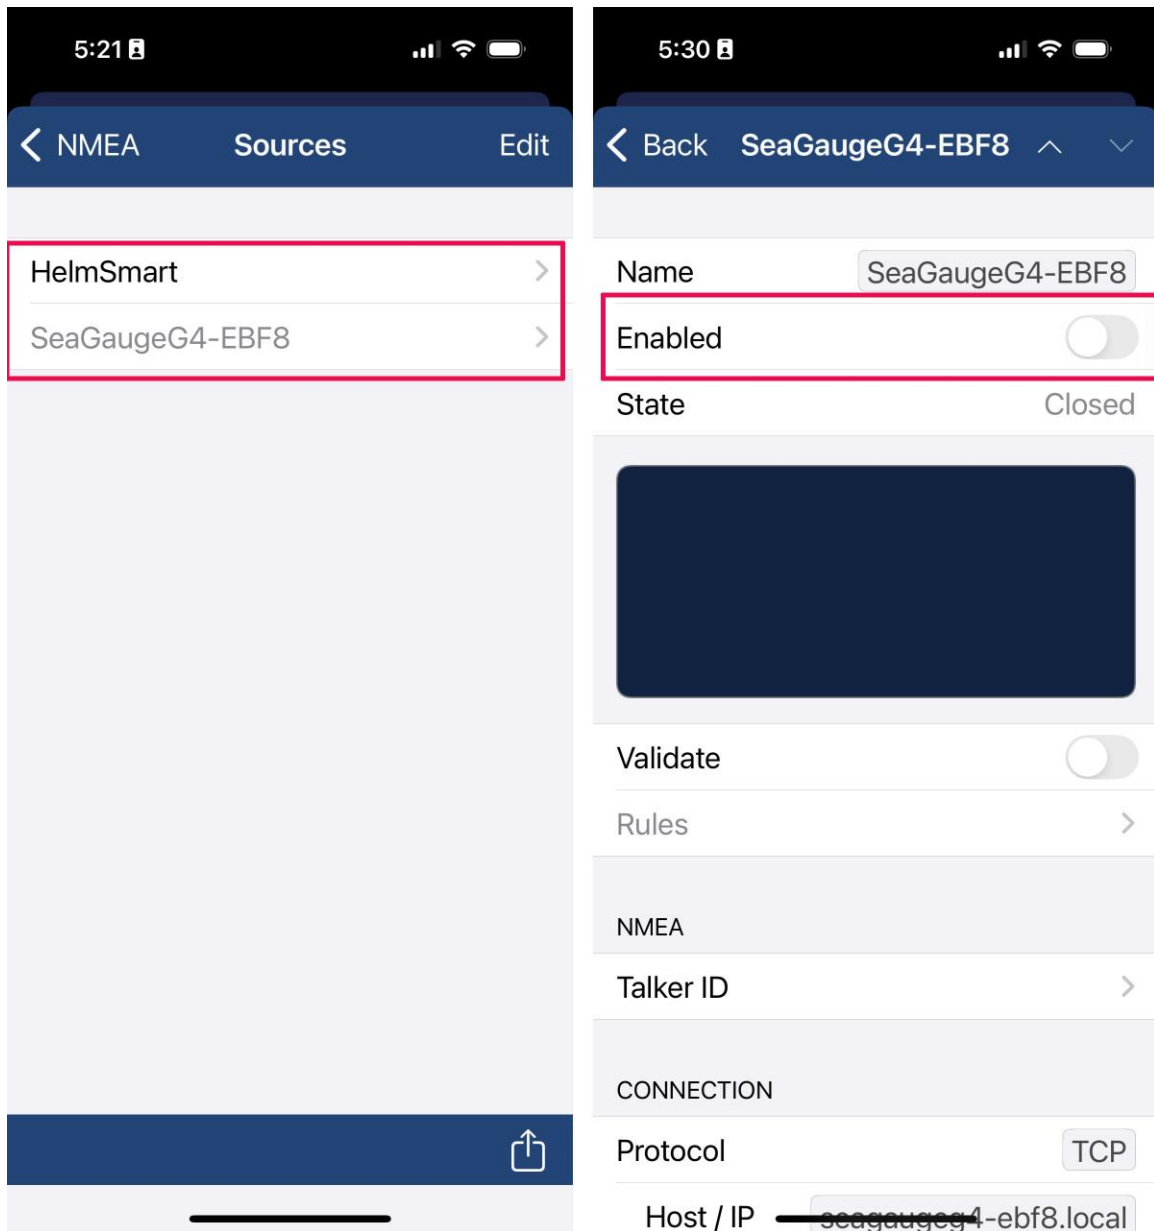 5:21
NMEA Sources Edit
HelmSmart
SeaGaugeG4-EBF8
5:30
Back SeaGaugeG4-EBF8
Name SeaGaugeG4-EBF8
Enabled
State Closed
Validate
Rules
NMEA
Talker ID
CONNECTION
Protocol TCP
Host / IP seagaugeg4-ebf8.local